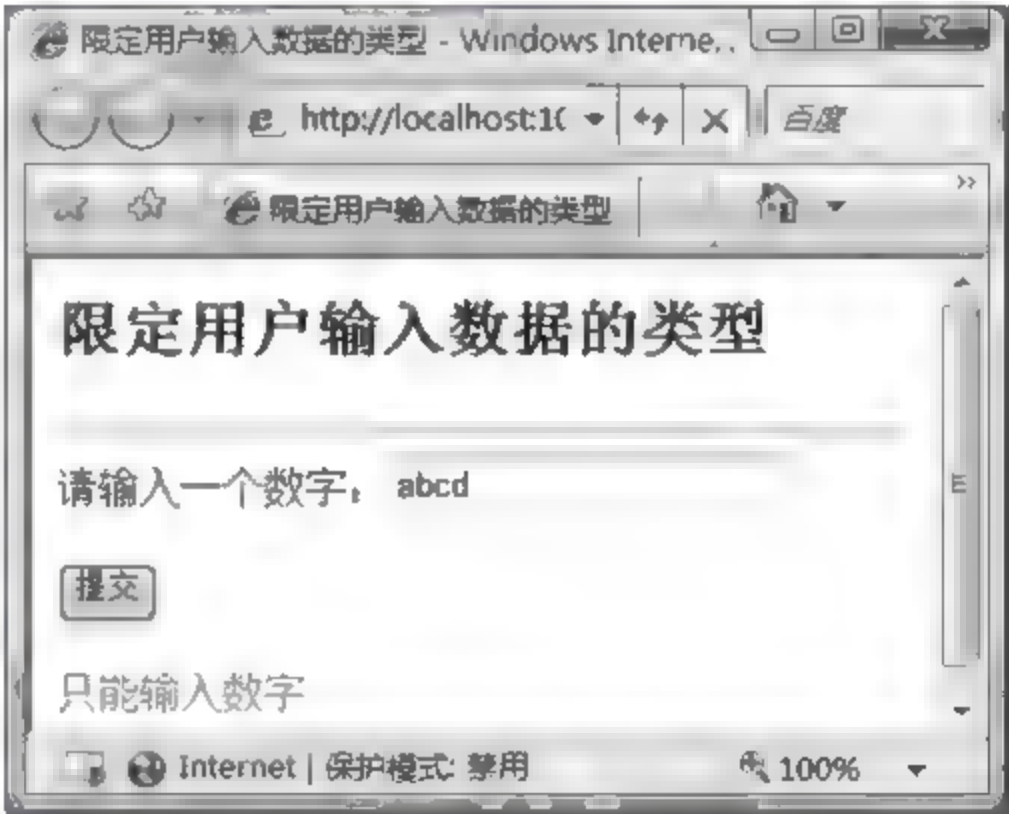 限定用户输入数据的类型 - Windows Interne...
http://localhost:1( 百度
限定用户输入数据的类型
限定用户输入数据的类型
请输入一个数字： abcd
提交
只能输入数字
Internet | 保护模式: 禁用 100%